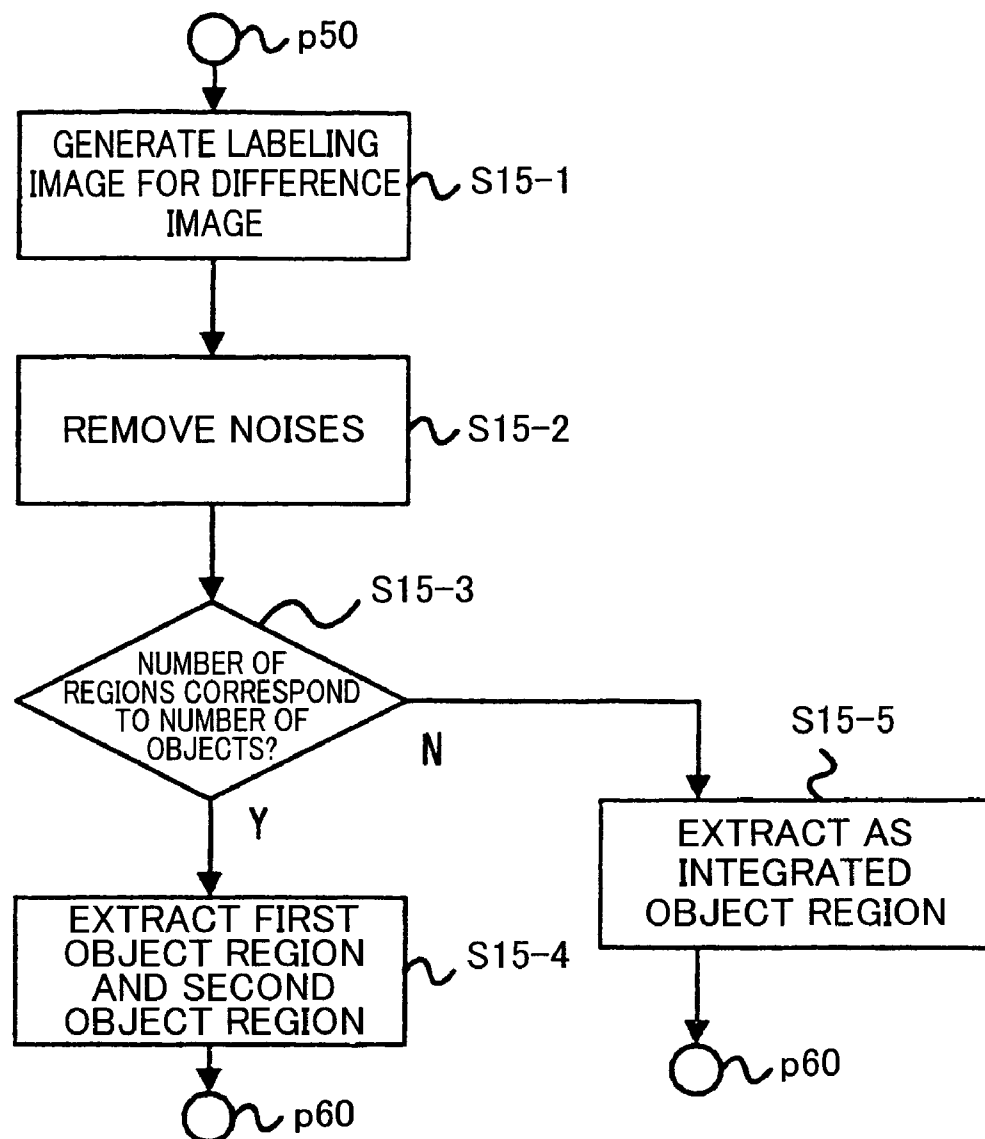 p50
GENERATE LABELING
IMAGE FOR DIFFERENCE
IMAGE
S15-1
REMOVE NOISES
S15-2
S15-3
NUMBER OF
REGIONS CORRESPOND
TO NUMBER OF
OBJECTS?
N
Y
S15-5
EXTRACT AS
INTEGRATED
OBJECT REGION
EXTRACT FIRST
OBJECT REGION
AND SECOND
OBJECT REGION
S15-4
p60
p60